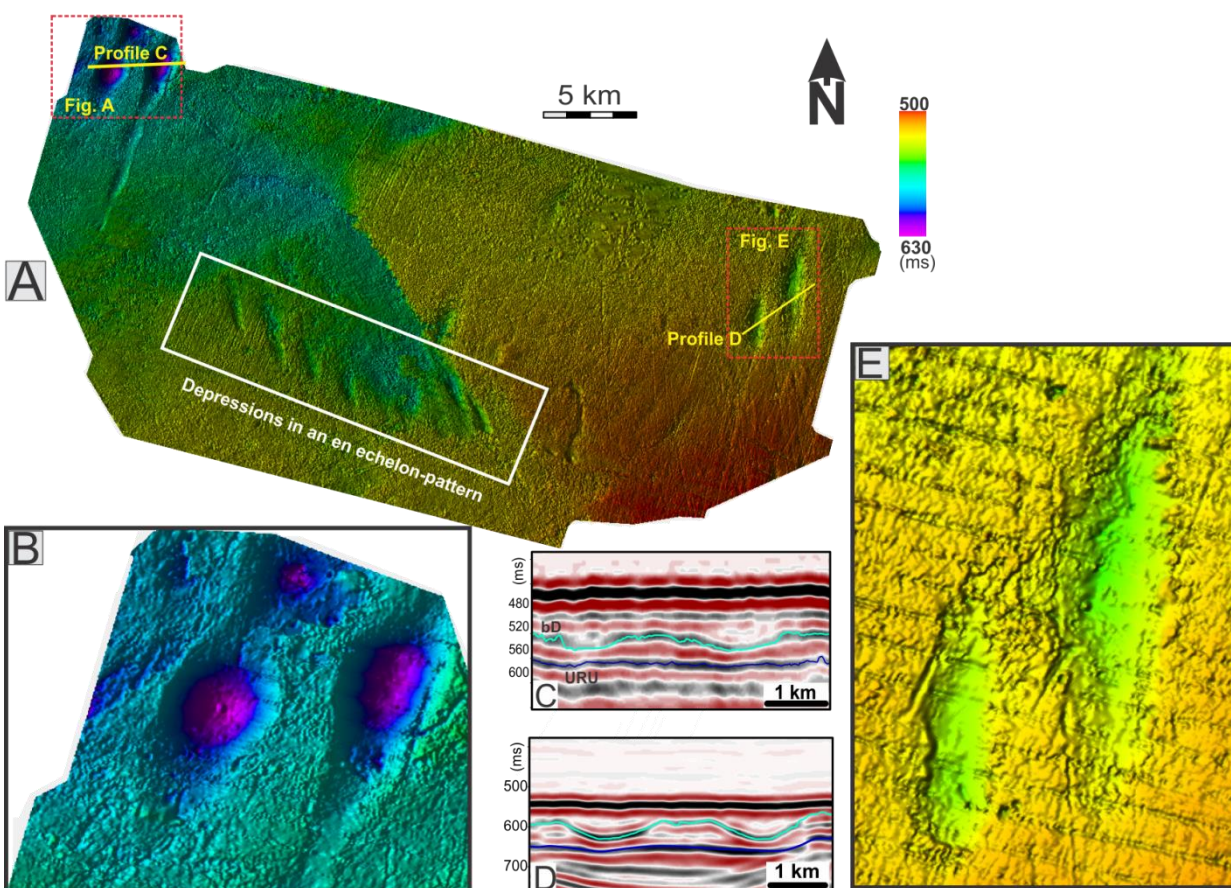 Profile C
Fig. A
5 km
N
500
630
(ms)
A
Fig. E
Profile D
Depressions in an en echelon-pattern
B
(ms)
480
520
560
600
bD
URU
C
1 km
(ms)
500
600
700
D
1 km
E